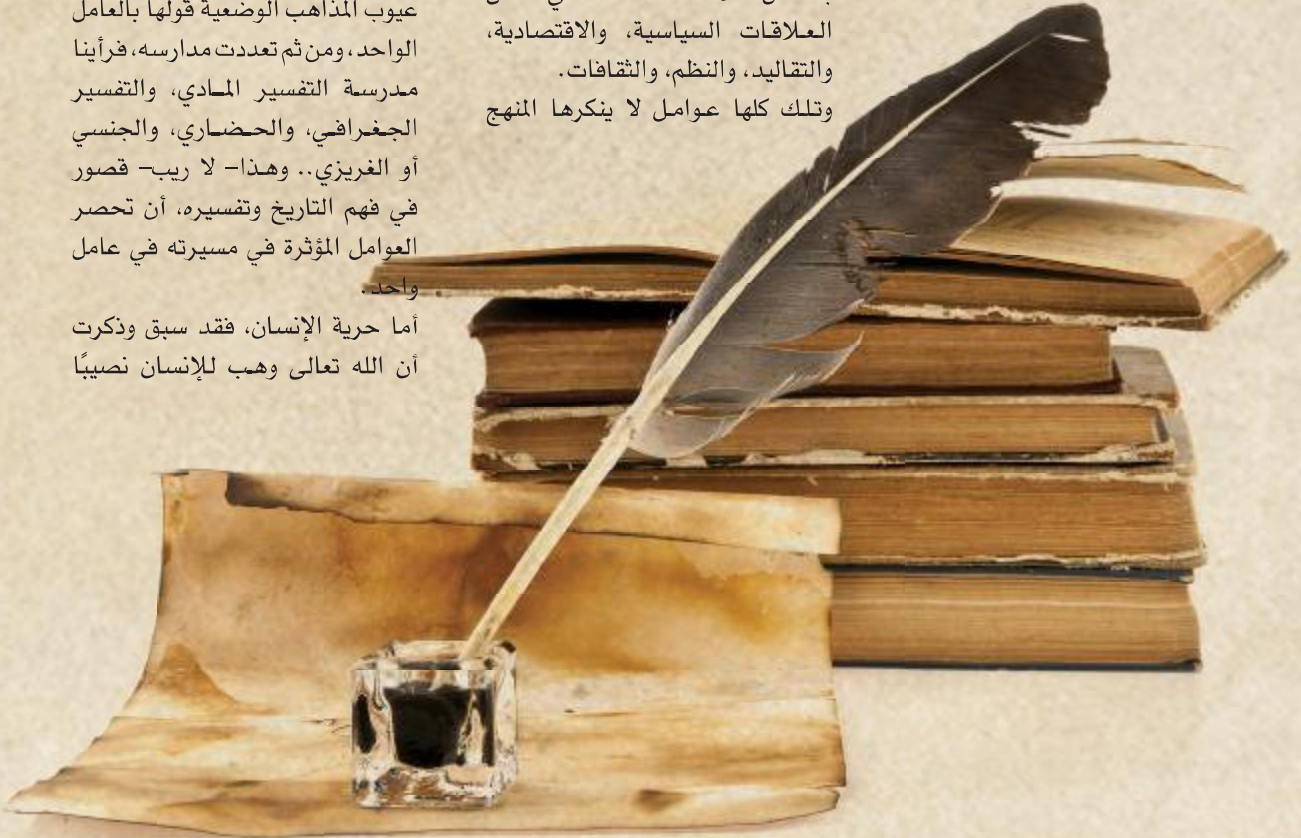 العلاقات السياسية، والاقتصادية،
والتقاليد، والنظم، والثقافات.
وتلك كلها عوامل لا ينكرها المنهج
عيوب المذاهب الوضعية قولها بالعامل
الواحد، ومن ثم تعددت مدارسه، فرأينا
مدرسة التفسير المادي، والتفسير
الجغرافي، والحضاري، والجنسي
أو الغريزي.. وهذا– لا ريب– قصور
في فهم التاريخ وتفسيره، أن تحصر
العوامل المؤثرة في مسيرته في عامل
واحد.
أما حرية الإنسان، فقد سبق وذكرت
أن الله تعالى وهب للإنسان نصيبًا